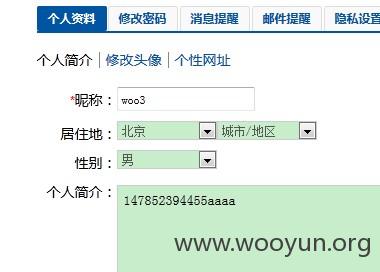 个人资料 修改密码 消息提醒 邮件提醒 隐私设置
个人简介 | 修改头像 | 个性网址
*昵称： woo3
居住地： 北京 城市/地区
性别： 男
个人简介： 147852394455aaaa
www.wooyun.org